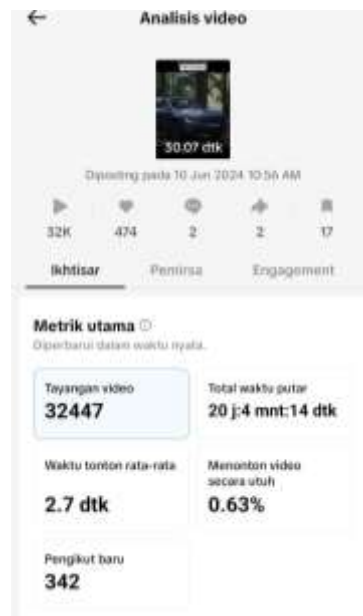 Analisis video
50.07 dtk
Diposting pada 10 Jun 2024 10:56 AM
32K 474 2 2 17
Ikhtisar Pemirsa Engagement
Metrik utama
Diperbarui dalam waktu nyata.
Tayangan video
32447
Total waktu putar
20 j:4 mnt:14 dtk
Waktu tonton rata-rata
2.7 dtk
Menonton video
secara utuh
0.63%
Pengikut baru
342